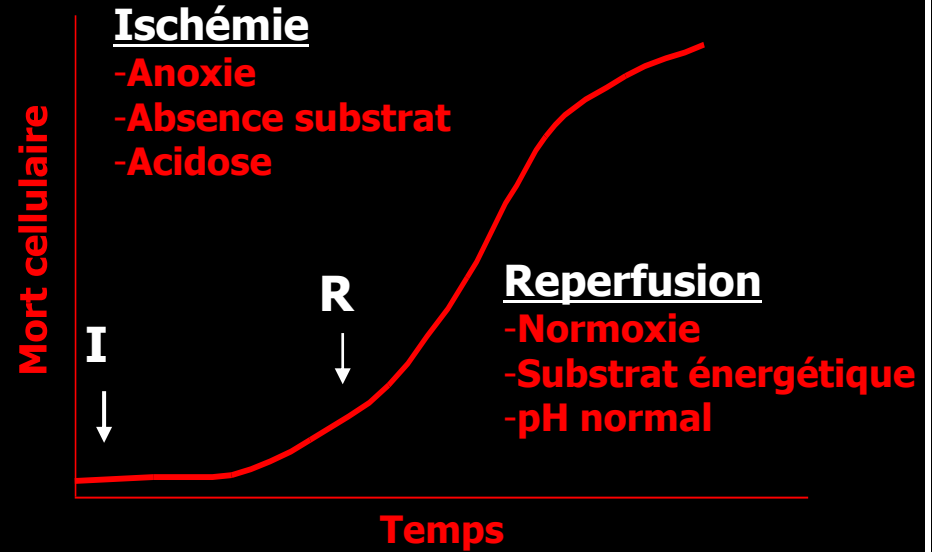 Ischémie
-Anoxie
-Absence substrat
-Acidose
Mort cellulaire
I
R
Reperfusion
-Normoxie
-Substrat énergétique
-pH normal
Temps